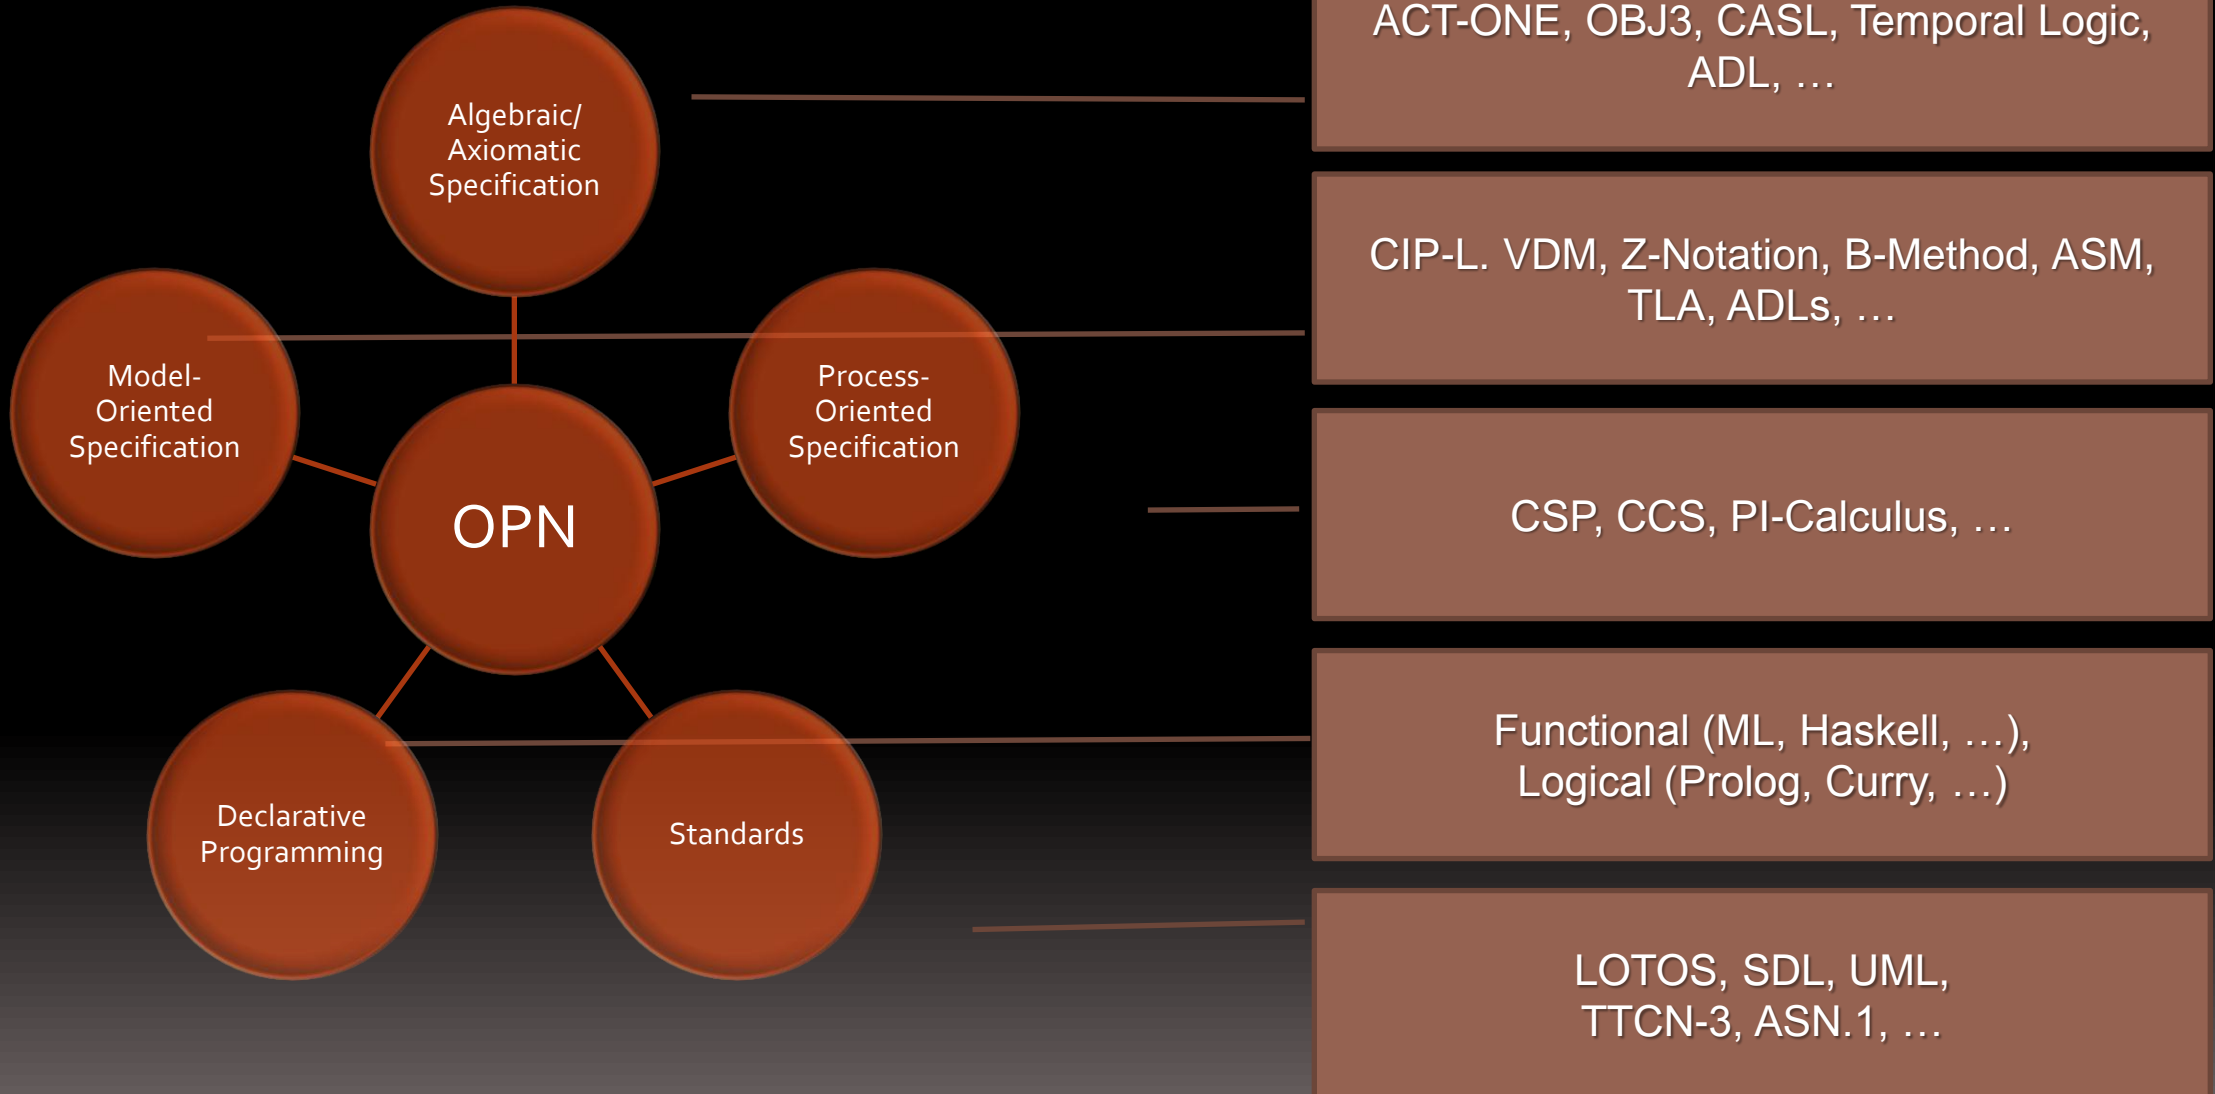 Algebraic/
Axiomatic
Specification
Model-
Oriented
Specification
Process-
Oriented
Specification
OPN
Declarative
Programming
Standards
ACT-ONE, OBJ3, CASL, Temporal Logic,
ADL, …
CIP-L. VDM, Z-Notation, B-Method, ASM,
TLA, ADLs, …
CSP, CCS, PI-Calculus, …
Functional (ML, Haskell, …),
Logical (Prolog, Curry, …)
LOTOS, SDL, UML,
TTCN-3, ASN.1, …